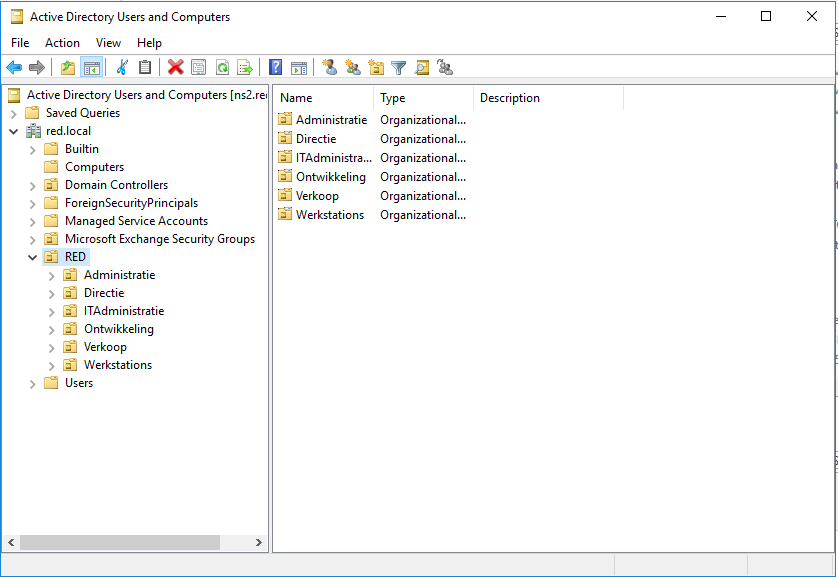 Active Directory Users and Computers
File Action View Help
Active Directory Users and Computers [ns2.re
Saved Queries
red.local
Builtin
Computers
Domain Controllers
ForeignSecurityPrincipals
Managed Service Accounts
Microsoft Exchange Security Groups
RED
Administratie
Directie
ITAdministratie
Ontwikkeling
Verkoop
Werkstations
Users
Name Type Description
Administratie Organizational...
Directie Organizational...
ITAdministra... Organizational...
Ontwikkeling Organizational...
Verkoop Organizational...
Werkstations Organizational...